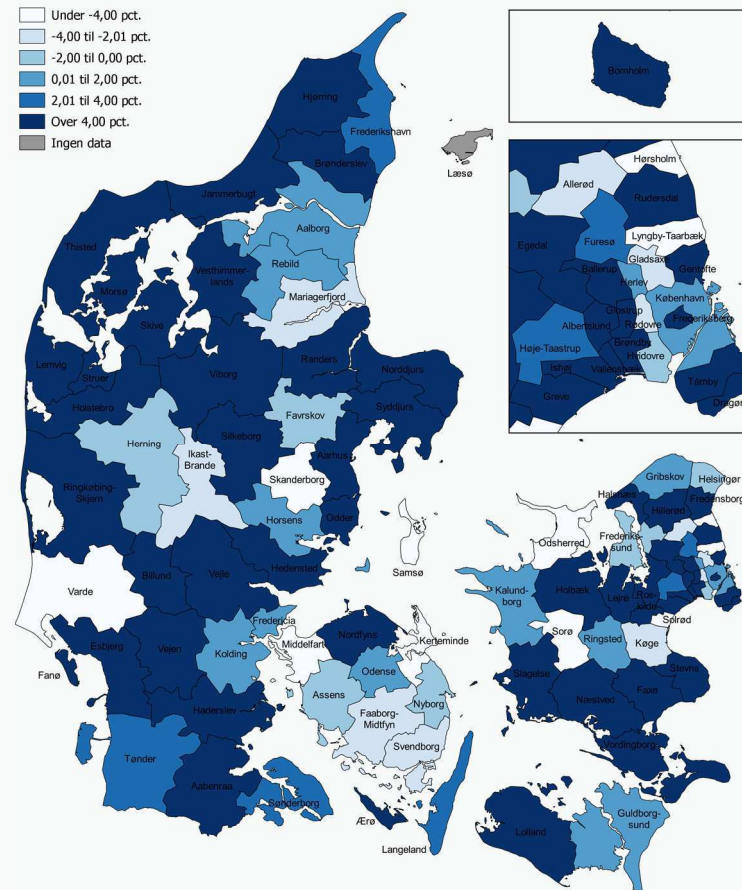 Under -4,00 pct.
-4,00 til -2,01 pct.
-2,00 til 0,00 pct.
0,01 til 2,00 pct.
2,01 til 4,00 pct.
Over 4,00 pct.
Ingen data
Hjørring
Frederikshavn
Brønderslev
Læsø
Jammerbugt
Aalborg
Thisted
Vesthimmer-
lands
Rebild
Morsø
Mariagerfjord
Skive
Lemvig
Struer
Viborg
Randers
Norddjurs
Holstebro
Favrskov
Syddjurs
Herning
Ikast-
Brande
Silkeborg
Aarhus
Skanderborg
Ringkøbing-
Skjern
Horsens
Odder
Hedensted
Samsø
Varde
Billund
Vejle
Fredericia
Middelfart
Nordfyns
Kerteminde
Esbjerg
Vejen
Kolding
Odense
Fanø
Assens
Nyborg
Haderslev
Faaborg-
Midtfyn
Svendborg
Tønder
Aabenraa
Sønderborg
Ærø
Langeland
Bornholm
Hørsholm
Allerød
Rudersdal
Egedal
Furesø
Lyngby-Taarbæk
Gladsaxe
Ballerup
Gentofte
Herlev
København
Glostrup
Frederiksberg
Albertslund
Rødovre
Høje-Taastrup
Brøndby
Hvidovre
Ishøj
Vallensbæk
Tårnby
Greve
Dragør
Gribskov
Helsingør
Halsnæs
Fredensborg
Hillerød
Odsherred
Frederiks-
sund
Kalund-
borg
Holbæk
Lejre
Ros-
kilde
Solrød
Sorø
Ringsted
Køge
Slagelse
Stevns
Næstved
Faxe
Vordingborg
Guldborg-
sund
Lolland